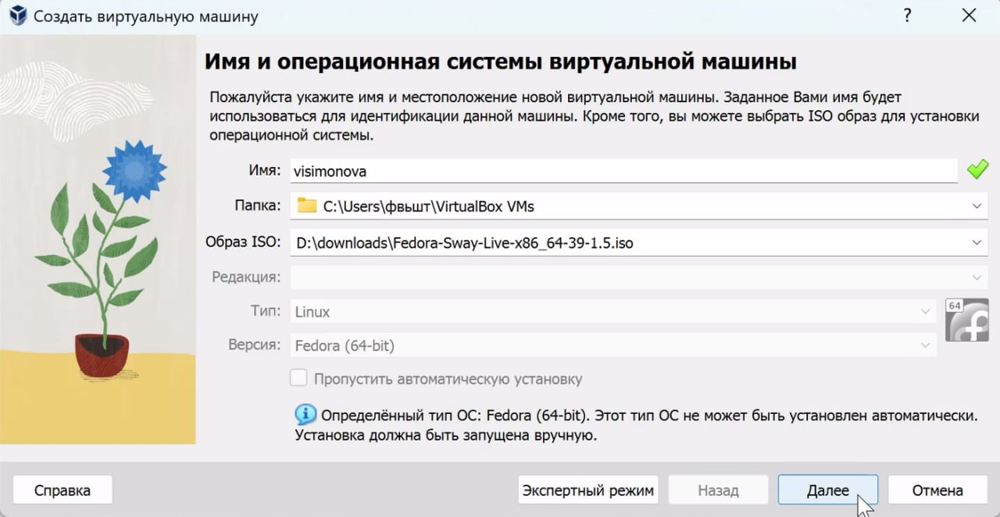 Создать виртуальную машину
?
Имя и операционная системы виртуальной машины
Пожалуйста укажите имя и местоположение новой виртуальной машины. Заданное Вами имя будет
использоваться для идентификации данной машины. Кроме того, вы можете выбрать ISO образ для установки
операционной системы.
Имя: visimonova
Папка: C:\Users\фвышт\VirtualBox VMs
Образ ISO: D:\downloads\Fedora-Sway-Live-x86_64-39-1.5.iso
Редакция:
Тип: Linux
64
Версия: Fedora (64-bit)
Пропустить автоматическую установку
Определённый тип ОС: Fedora (64-bit). Этот тип ОС не может быть установлен автоматически.
Установка должна быть запущена вручную.
Справка Экспертный режим Назад Далее Отмена